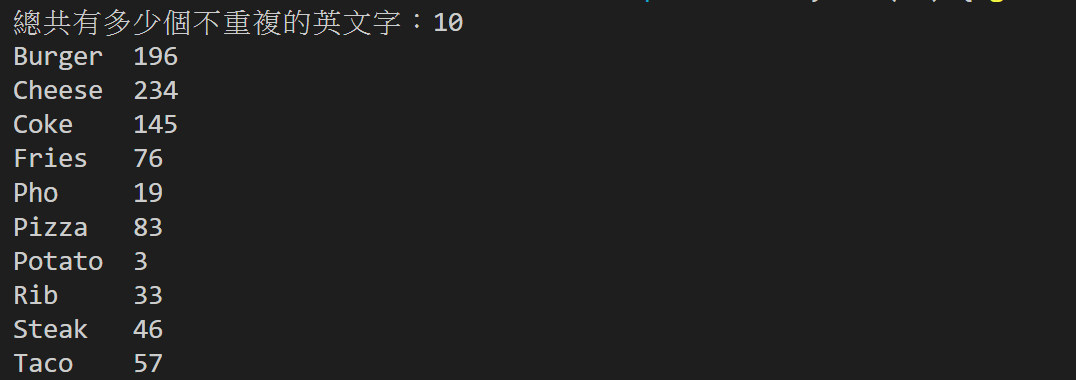 總共有多少個不重複的英文字：10
Burger  196
Cheese  234
Coke    145
Fries   76
Pho     19
Pizza   83
Potato  3
Rib     33
Steak   46
Taco    57